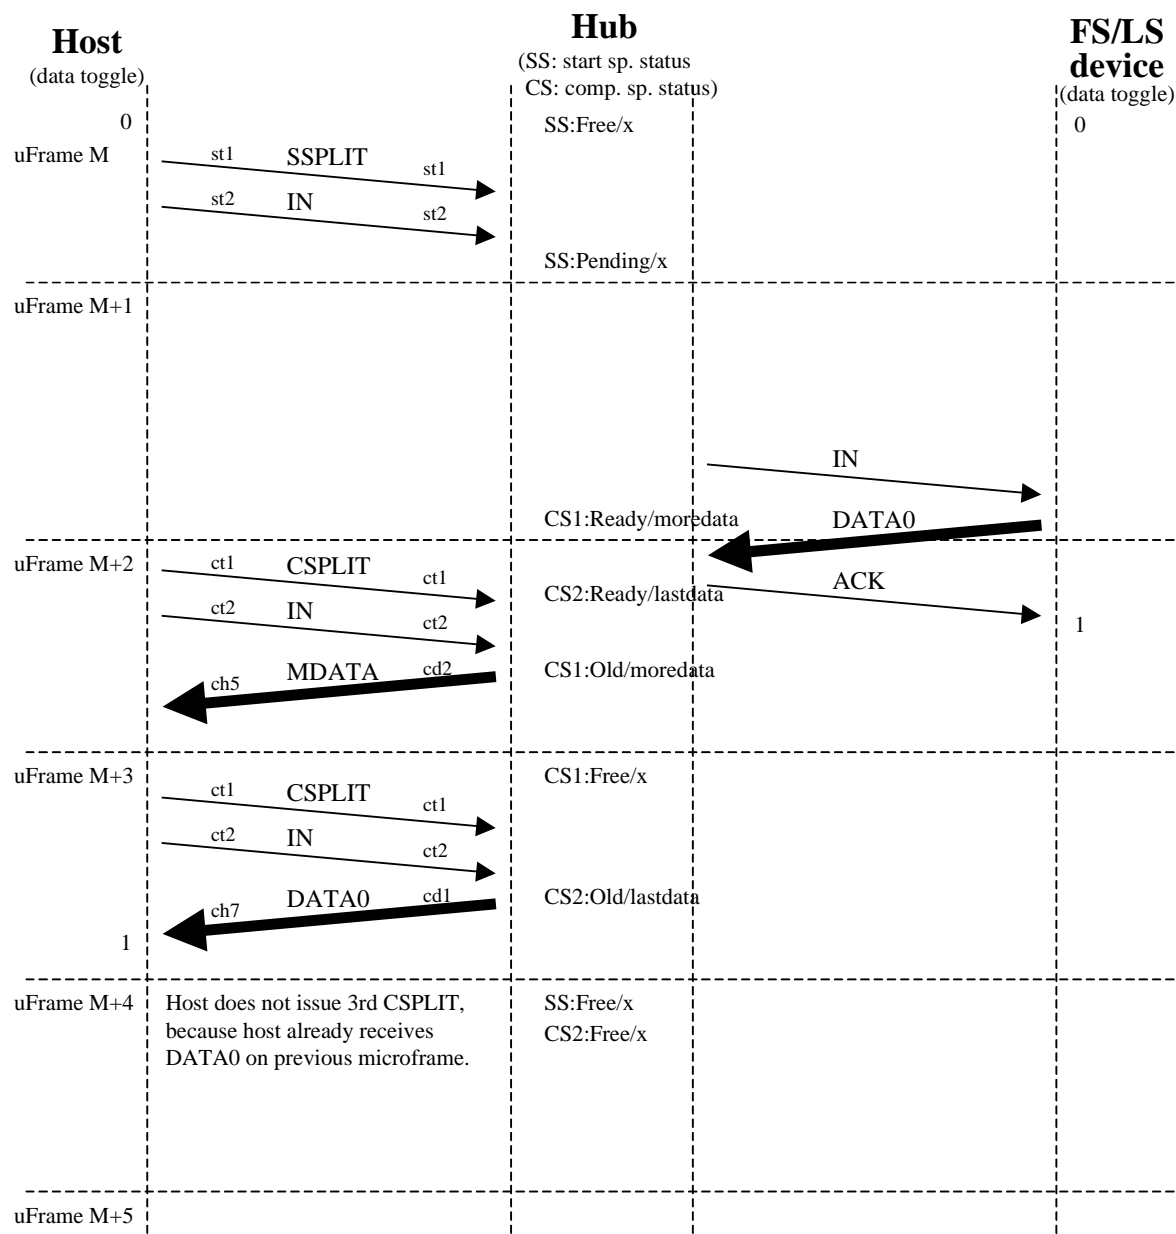 Host
(data toggle)
Hub
(SS: start sp. status
CS: comp. sp. status)
FS/LS
device
(data toggle)
0
SS:Free/x
0
uFrame M
st1
SSPLIT
st1
st2
IN
st2
SS:Pending/x
uFrame M+1
IN
CS1:Ready/moredata
DATA0
uFrame M+2
ct1
CSPLIT
ct1
CS2:Ready/lastdata
ACK
ct2
IN
ct2
1
ch5
MDATA
cd2
CS1:Old/moredata
uFrame M+3
CS1:Free/x
ct1
CSPLIT
ct1
ct2
IN
ct2
ch7
DATA0
cd1
CS2:Old/lastdata
1
uFrame M+4
Host does not issue 3rd CSPLIT,
because host already receives
DATA0 on previous microframe.
SS:Free/x
CS2:Free/x
uFrame M+5